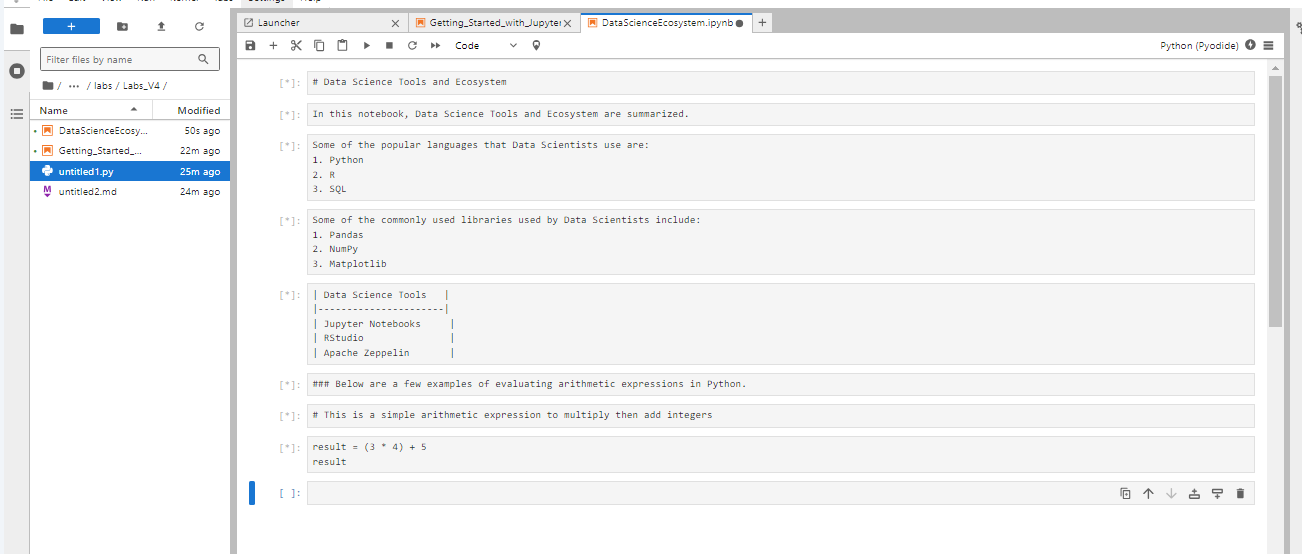 Launcher
Getting_Started_with_Jupyter
DataScienceEcosystem.ipynb
Code
Python (Pyodide)
Filter files by name
/ ··· / labs / Labs_V4 /
Name Modified
DataScienceEcosy... 50s ago
Getting_Started_... 22m ago
untitled1.py 25m ago
untitled2.md 24m ago
[*]: # Data Science Tools and Ecosystem
[*]: In this notebook, Data Science Tools and Ecosystem are summarized.
[*]: Some of the popular languages that Data Scientists use are:
1. Python
2. R
3. SQL
[*]: Some of the commonly used libraries used by Data Scientists include:
1. Pandas
2. NumPy
3. Matplotlib
[*]: | Data Science Tools   |
|----------------------|
| Jupyter Notebooks     |
| RStudio               |
| Apache Zeppelin       |
[*]: ### Below are a few examples of evaluating arithmetic expressions in Python.
[*]: # This is a simple arithmetic expression to multiply then add integers
[*]: result = (3 * 4) + 5
result
[ ]: